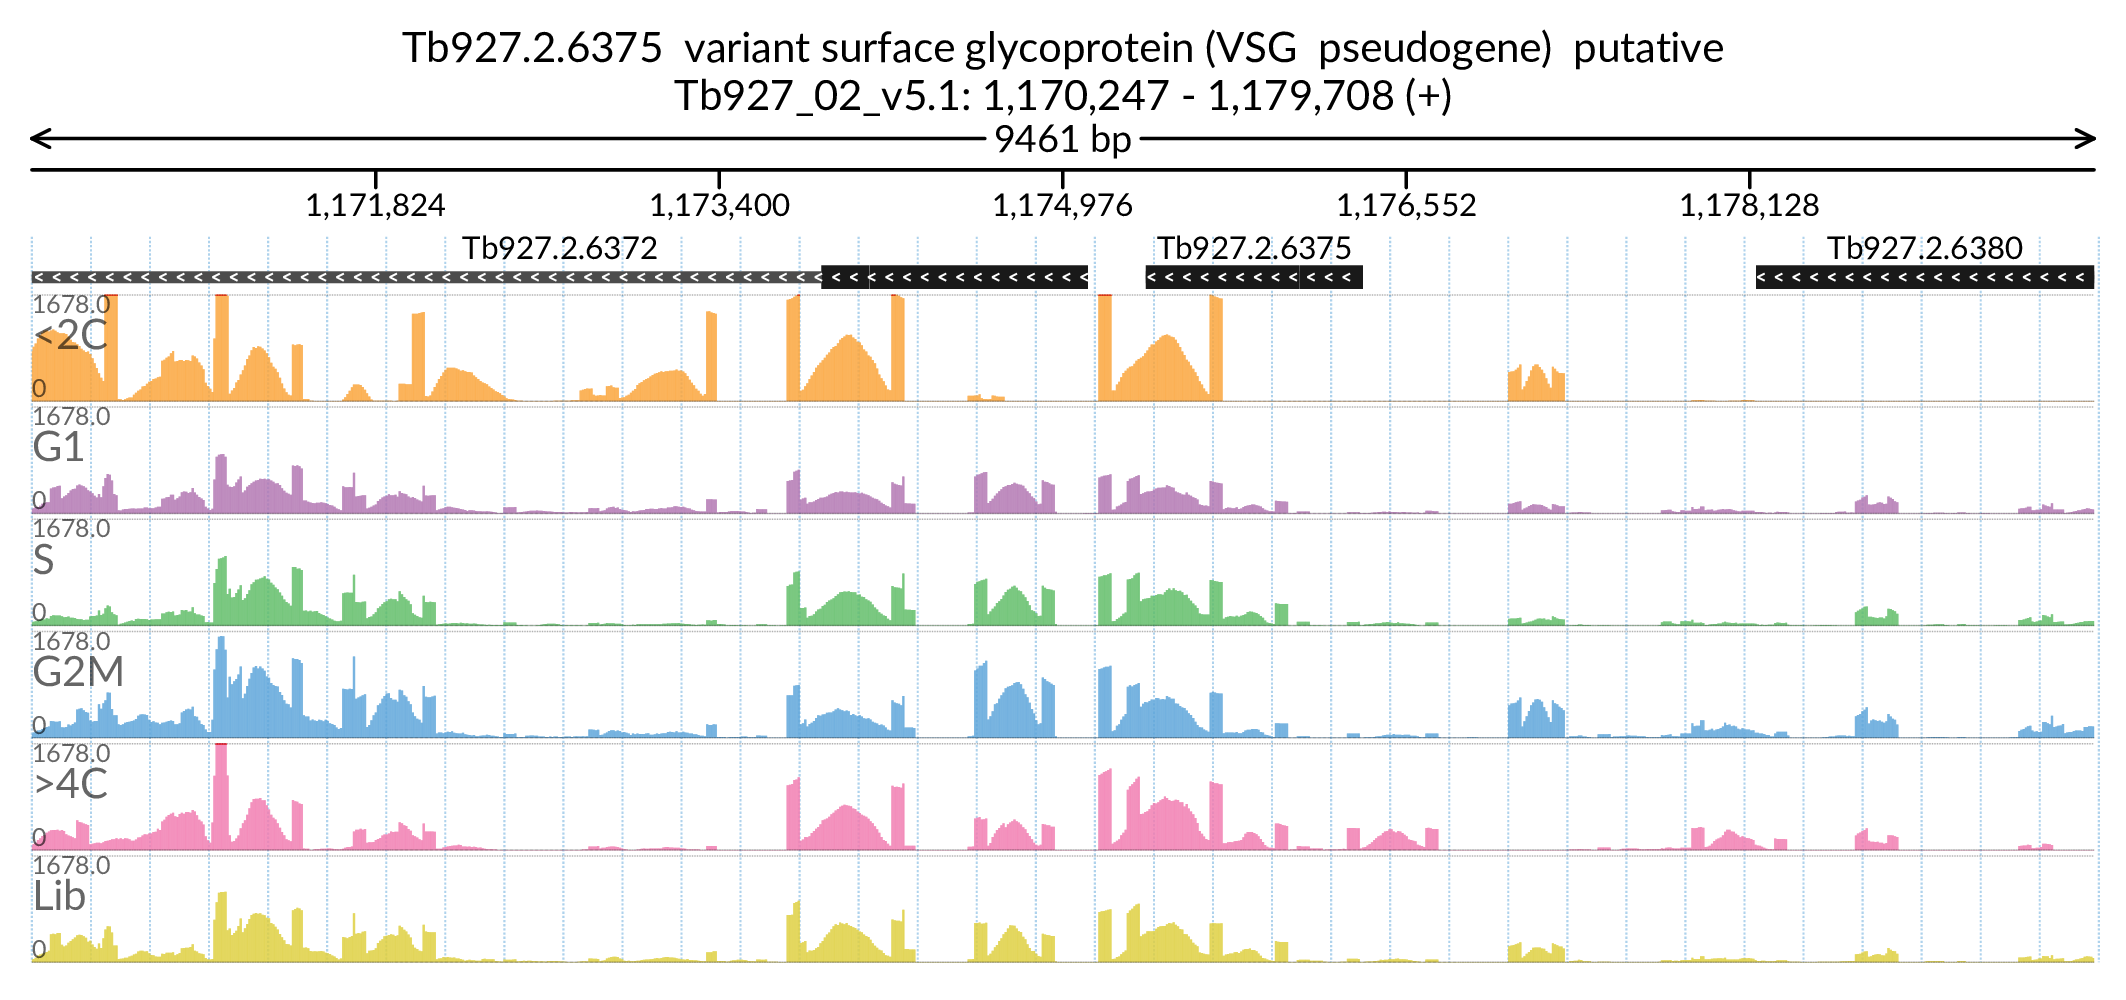 Tb927.2.6375  variant surface glycoprotein (VSG  pseudogene)  putative
Tb927_02_v5.1: 1,170,247 - 1,179,708 (+)
9461 bp
1,171,824 1,173,400 1,174,976 1,176,552 1,178,128
Tb927.2.6372 Tb927.2.6375 Tb927.2.6380
1678.0
<2C
0
1678.0
G1
0
1678.0
S
0
1678.0
G2M
0
1678.0
>4C
0
1678.0
Lib
0